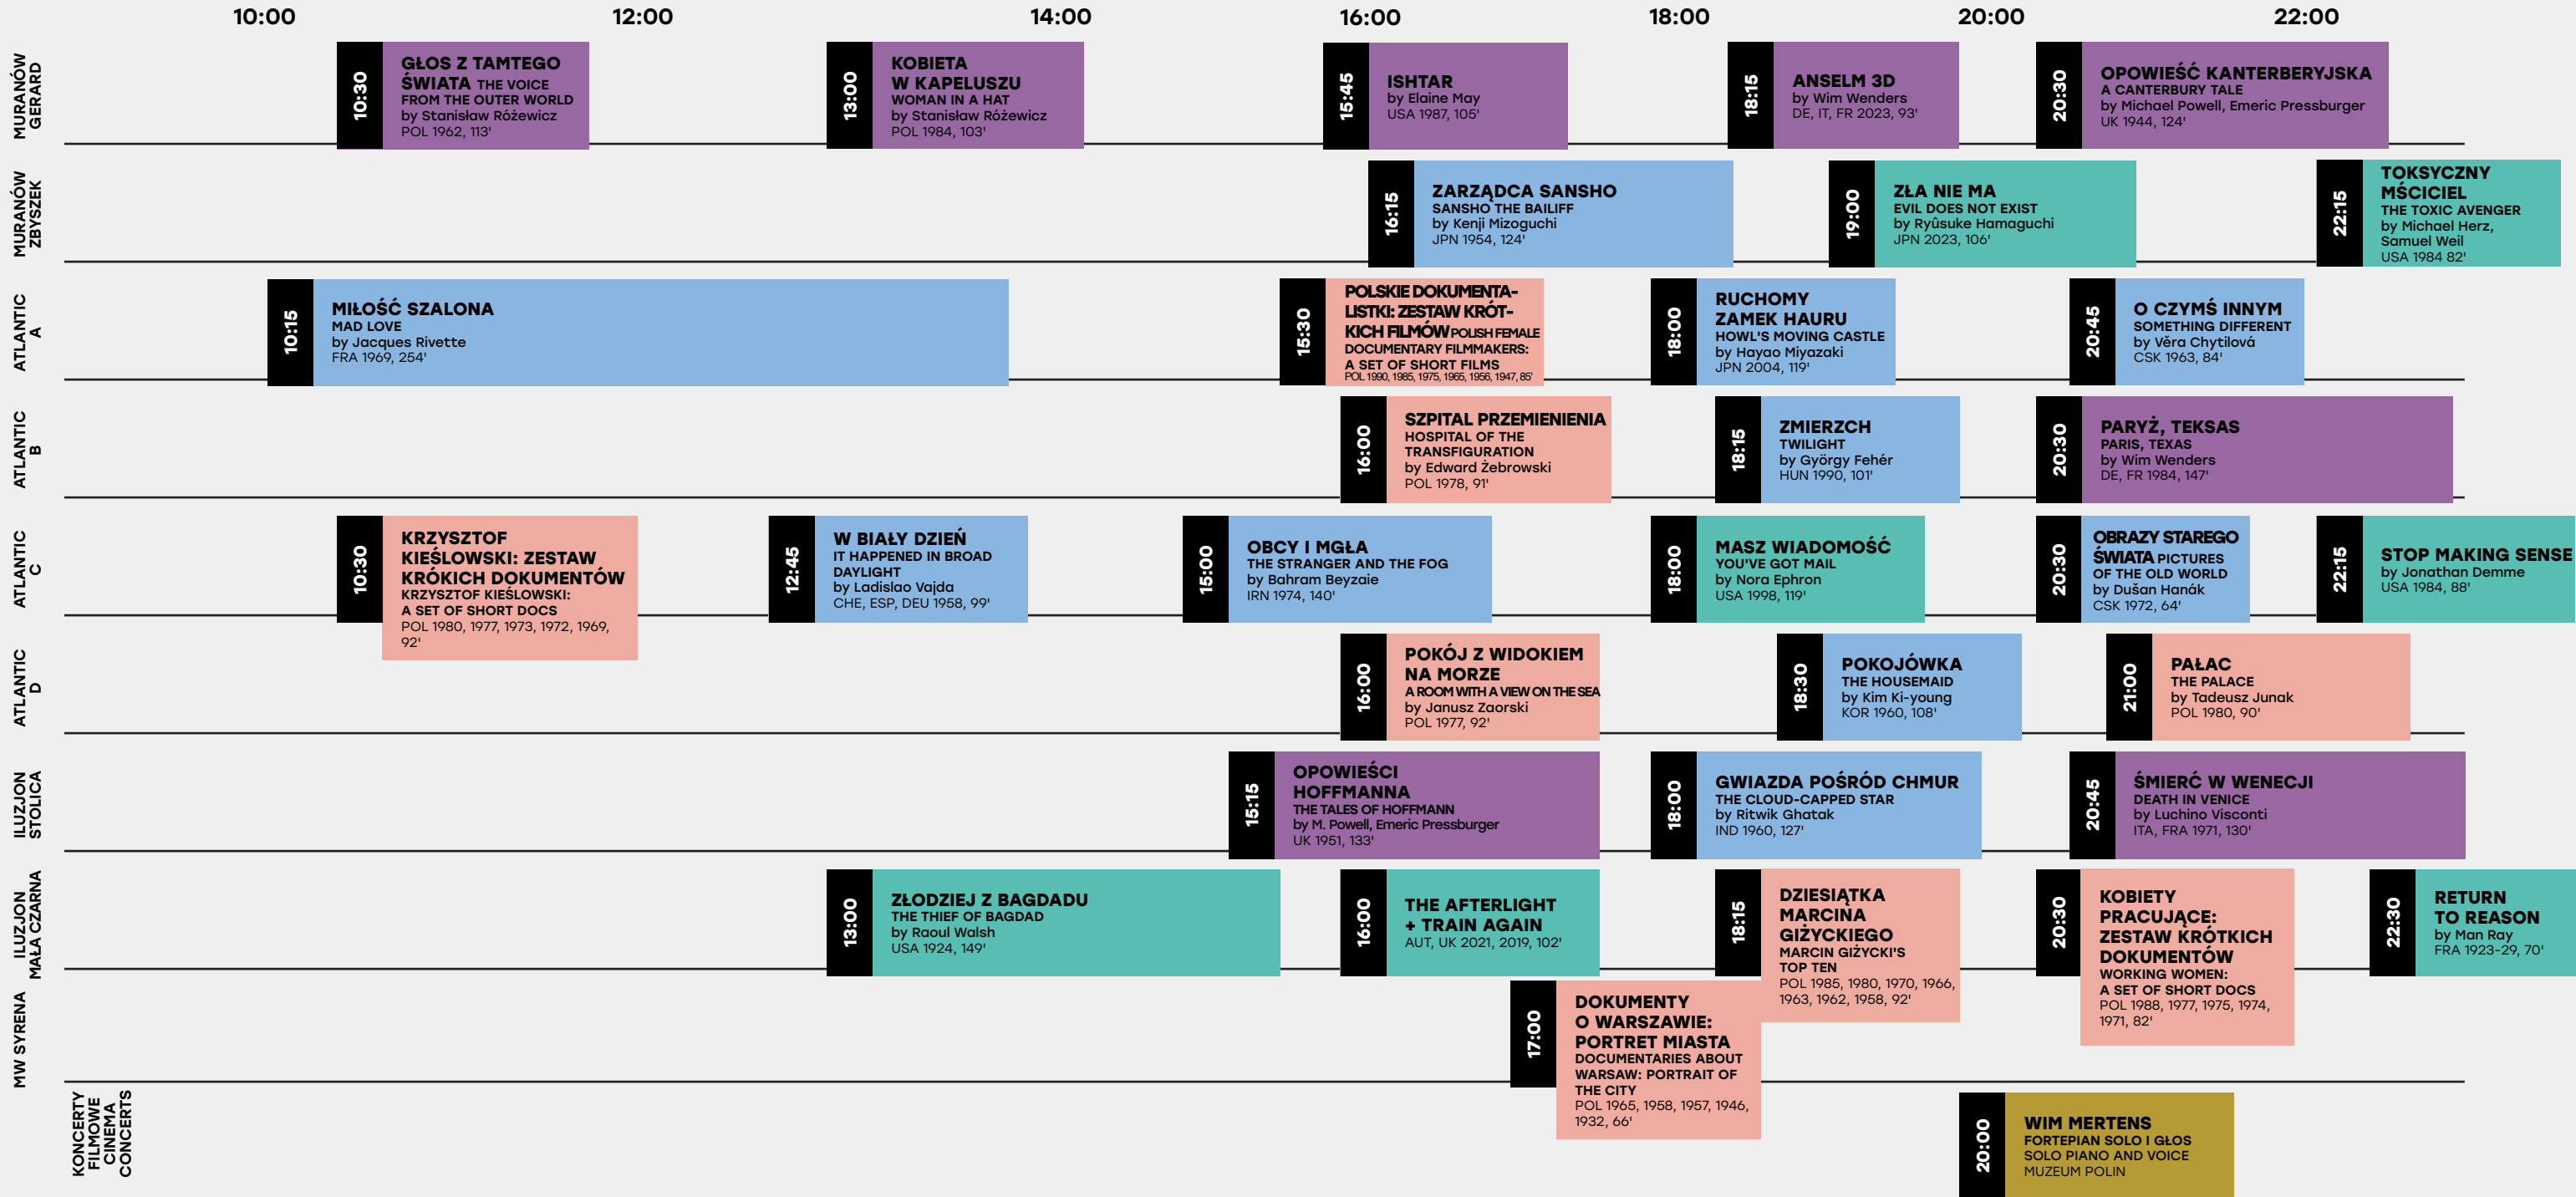 10:00 12:00 14:00 16:00 18:00 20:00 22:00
MURANÓW
GERARD
10:30
GŁOS Z TAMTEGO
ŚWIATA THE VOICE
FROM THE OUTER WORLD
by Stanisław Różewicz
POL 1962, 113'
13:00
KOBIETA
W KAPELUSZU
WOMAN IN A HAT
by Stanisław Różewicz
POL 1984, 103'
15:45
ISHTAR
by Elaine May
USA 1987, 105'
18:15
ANSELM 3D
by Wim Wenders
DE, IT, FR 2023, 93'
20:30
OPOWIEŚĆ KANTERBERYJSKA
A CANTERBURY TALE
by Michael Powell, Emeric Pressburger
UK 1944, 124'
MURANÓW
ZBYSZEK
16:15
ZARZĄDCA SANSHO
SANSHO THE BAILIFF
by Kenji Mizoguchi
JPN 1954, 124'
19:00
ZŁA NIE MA
EVIL DOES NOT EXIST
by Ryûsuke Hamaguchi
JPN 2023, 106'
22:15
TOKSYCZNY
MŚCICIEL
THE TOXIC AVENGER
by Michael Herz,
Samuel Weil
USA 1984 82'
ATLANTIC
A
10:15
MIŁOŚĆ SZALONA
MAD LOVE
by Jacques Rivette
FRA 1969, 254'
15:30
POLSKIE DOKUMENTA-
LISTKI: ZESTAW KRÓT-
KICH FILMÓW POLISH FEMALE
DOCUMENTARY FILMMAKERS:
A SET OF SHORT FILMS
POL 1990, 1985, 1975, 1965, 1956, 1947, 85'
18:00
RUCHOMY
ZAMEK HAURU
HOWL'S MOVING CASTLE
by Hayao Miyazaki
JPN 2004, 119'
20:45
O CZYMŚ INNYM
SOMETHING DIFFERENT
by Věra Chytilová
CSK 1963, 84'
ATLANTIC
B
16:00
SZPITAL PRZEMIENIENIA
HOSPITAL OF THE
TRANSFIGURATION
by Edward Żebrowski
POL 1978, 91'
18:15
ZMIERZCH
TWILIGHT
by György Fehér
HUN 1990, 101'
20:30
PARYŻ, TEKSAS
PARIS, TEXAS
by Wim Wenders
DE, FR 1984, 147'
ATLANTIC
C
10:30
KRZYSZTOF
KIEŚLOWSKI: ZESTAW
KRÓKICH DOKUMENTÓW
KRZYSZTOF KIEŚLOWSKI:
A SET OF SHORT DOCS
POL 1980, 1977, 1973, 1972, 1969,
92'
12:45
W BIAŁY DZIEŃ
IT HAPPENED IN BROAD
DAYLIGHT
by Ladislao Vajda
CHE, ESP, DEU 1958, 99'
15:00
OBCY I MGŁA
THE STRANGER AND THE FOG
by Bahram Beyzaie
IRN 1974, 140'
18:00
MASZ WIADOMOŚĆ
YOU'VE GOT MAIL
by Nora Ephron
USA 1998, 119'
20:30
OBRAZY STAREGO
ŚWIATA PICTURES
OF THE OLD WORLD
by Dušan Hanák
CSK 1972, 64'
22:15
STOP MAKING SENSE
by Jonathan Demme
USA 1984, 88'
ATLANTIC
D
16:00
POKÓJ Z WIDOKIEM
NA MORZE
A ROOM WITH A VIEW ON THE SEA
by Janusz Zaorski
POL 1977, 92'
18:30
POKOJÓWKA
THE HOUSEMAID
by Kim Ki-young
KOR 1960, 108'
21:00
PAŁAC
THE PALACE
by Tadeusz Junak
POL 1980, 90'
ILUZJON
STOLICA
15:15
OPOWIEŚCI
HOFFMANNA
THE TALES OF HOFFMANN
by M. Powell, Emeric Pressburger
UK 1951, 133'
18:00
GWIAZDA POŚRÓD CHMUR
THE CLOUD-CAPPED STAR
by Ritwik Ghatak
IND 1960, 127'
20:45
ŚMIERĆ W WENECJI
DEATH IN VENICE
by Luchino Visconti
ITA, FRA 1971, 130'
ILUZJON
MAŁA CZARNA
13:00
ZŁODZIEJ Z BAGDADU
THE THIEF OF BAGDAD
by Raoul Walsh
USA 1924, 149'
16:00
THE AFTERLIGHT
+ TRAIN AGAIN
AUT, UK 2021, 2019, 102'
18:15
DZIESIĄTKA
MARCINA
GIŻYCKIEGO
MARCIN GIŻYCKI'S
TOP TEN
POL 1985, 1980, 1970, 1966,
1963, 1962, 1958, 92'
20:30
KOBIETY
PRACUJĄCE:
ZESTAW KRÓTKICH
DOKUMENTÓW
WORKING WOMEN:
A SET OF SHORT DOCS
POL 1988, 1977, 1975, 1974,
1971, 82'
22:30
RETURN
TO REASON
by Man Ray
FRA 1923-29, 70'
MW SYRENA
17:00
DOKUMENTY
O WARSZAWIE:
PORTRET MIASTA
DOCUMENTARIES ABOUT
WARSAW: PORTRAIT OF
THE CITY
POL 1965, 1958, 1957, 1946,
1932, 66'
KONCERTY
FILMOWE
CINEMA
CONCERTS
20:00
WIM MERTENS
FORTEPIAN SOLO I GŁOS
SOLO PIANO AND VOICE
MUZEUM POLIN